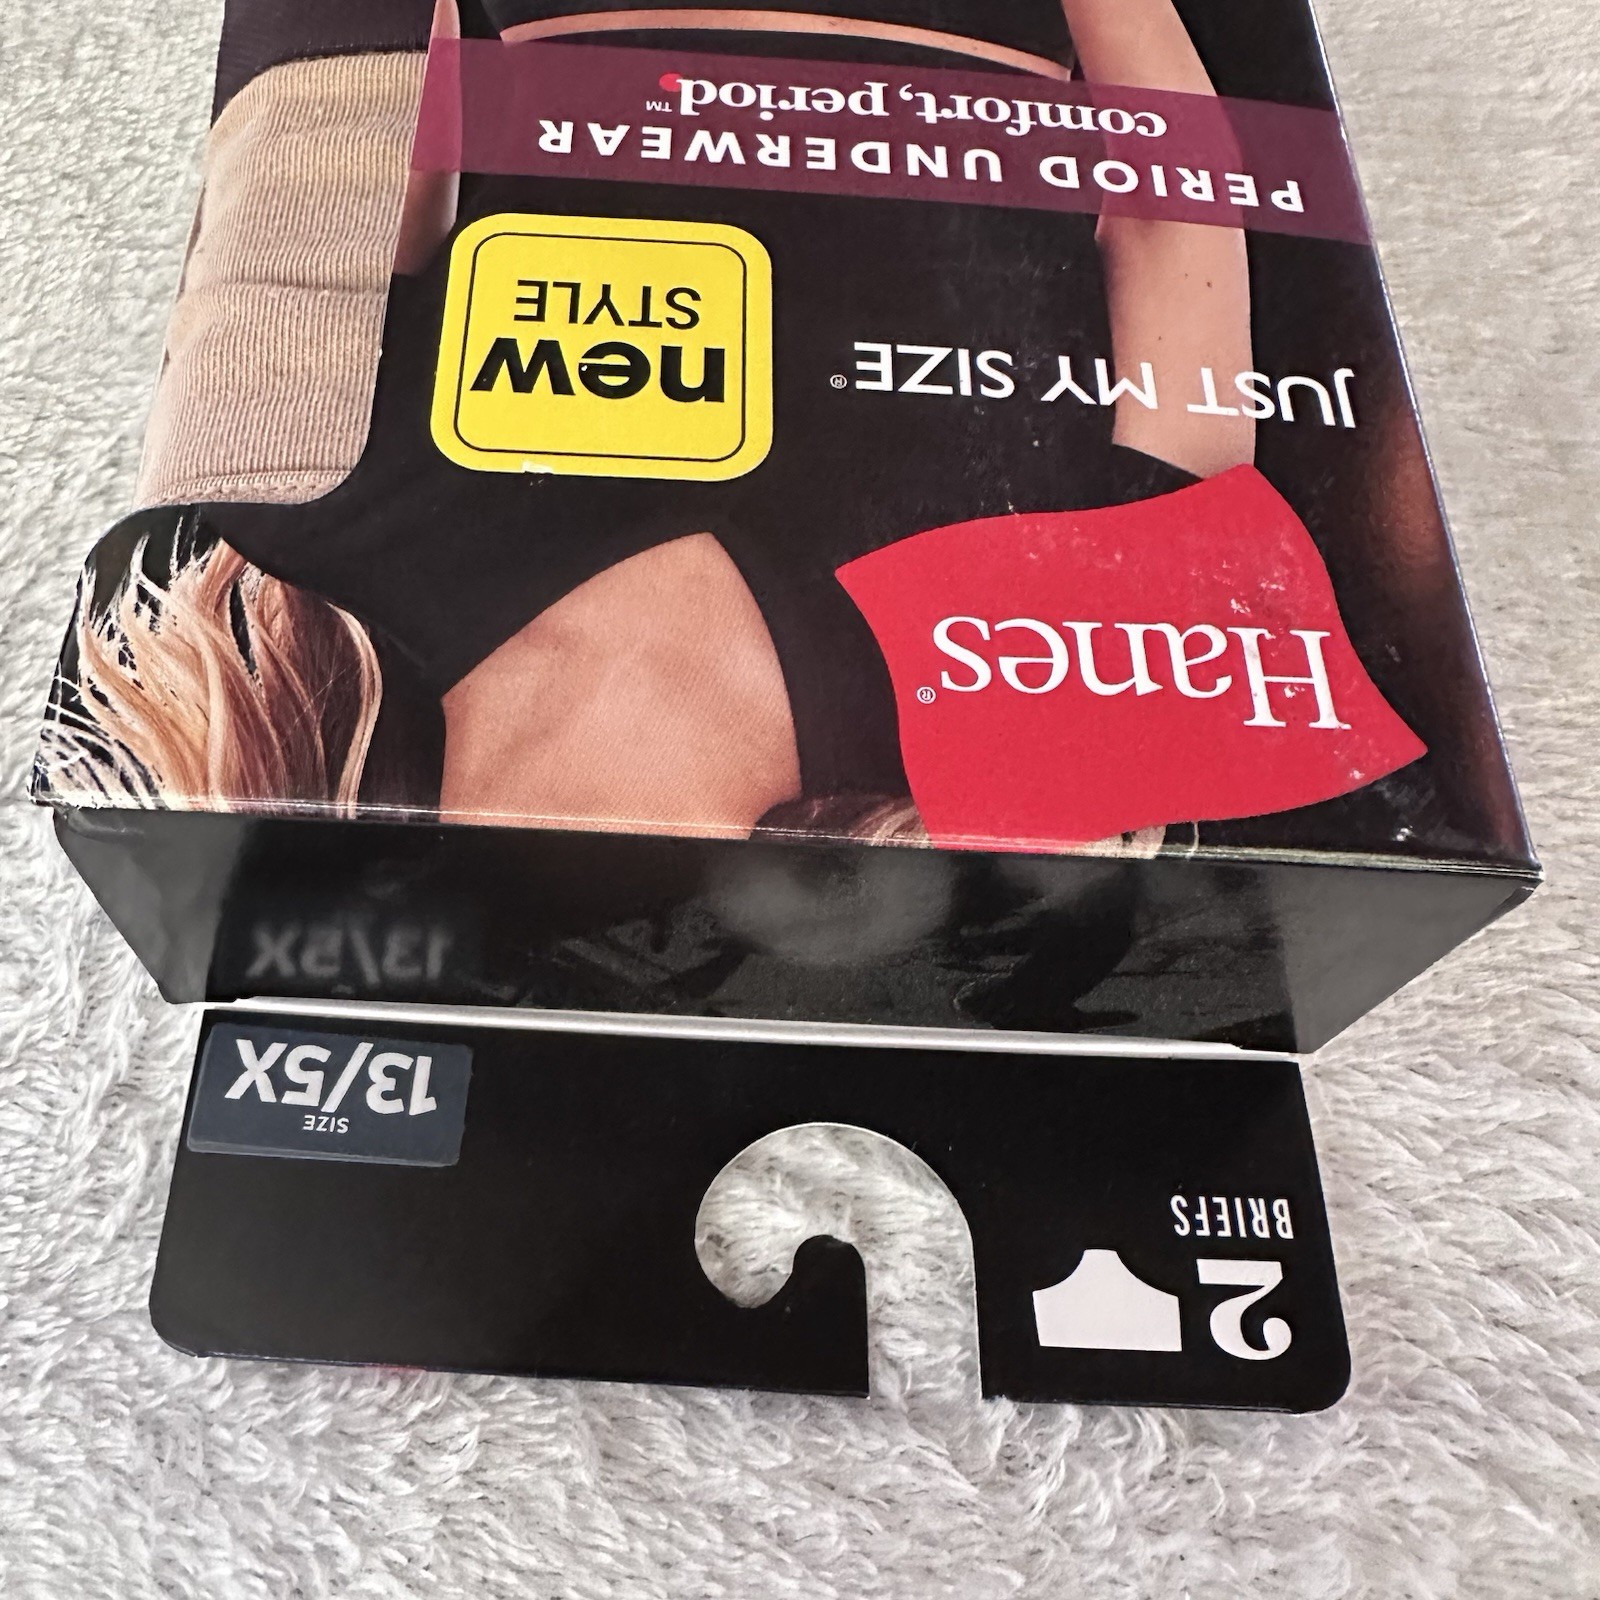 2
BRIEFS
SIZE
13/5X
13/5X
Hanes®
JUST MY SIZE®
new
STYLE
PERIOD UNDERWEAR
comfort, period.™